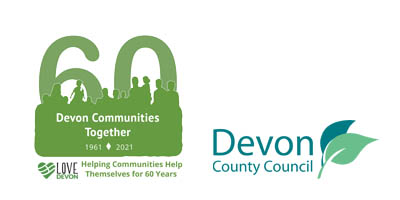 60
Devon Communities
Together
1961 ♦ 2021
LOVE
DEVON
Helping Communities Help
Themselves for 60 Years
Devon
County Council